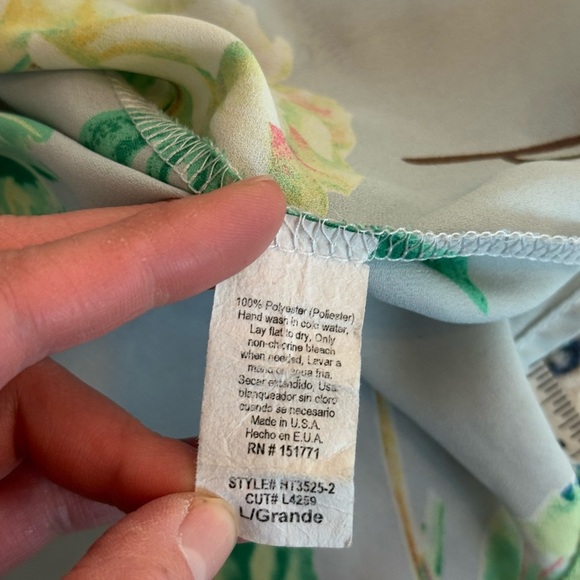 100% Polyester (Poliester)
Hand wash in cold water,
Lay flat to dry, Only
non-chlorine bleach
when needed, Lavar a
mano en agua fria.
Secar extendido, Usa
blanqueador sin cloro
cuando se necesario
Made in U.S.A.
Hecho en E.U.A.
RN # 151771
STYLE# HT3525-2
CUT# L4259
L/Grande